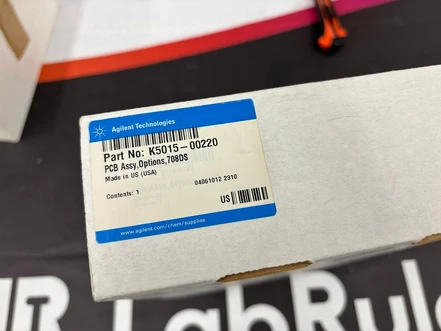 Agilent Technologies
Part No: K5015-00220
PCB Assy,Options,708DS
Made in US (USA)
Contents: 1
04061012 2310
US
www.agilent.com/chem/supplies
LabRul